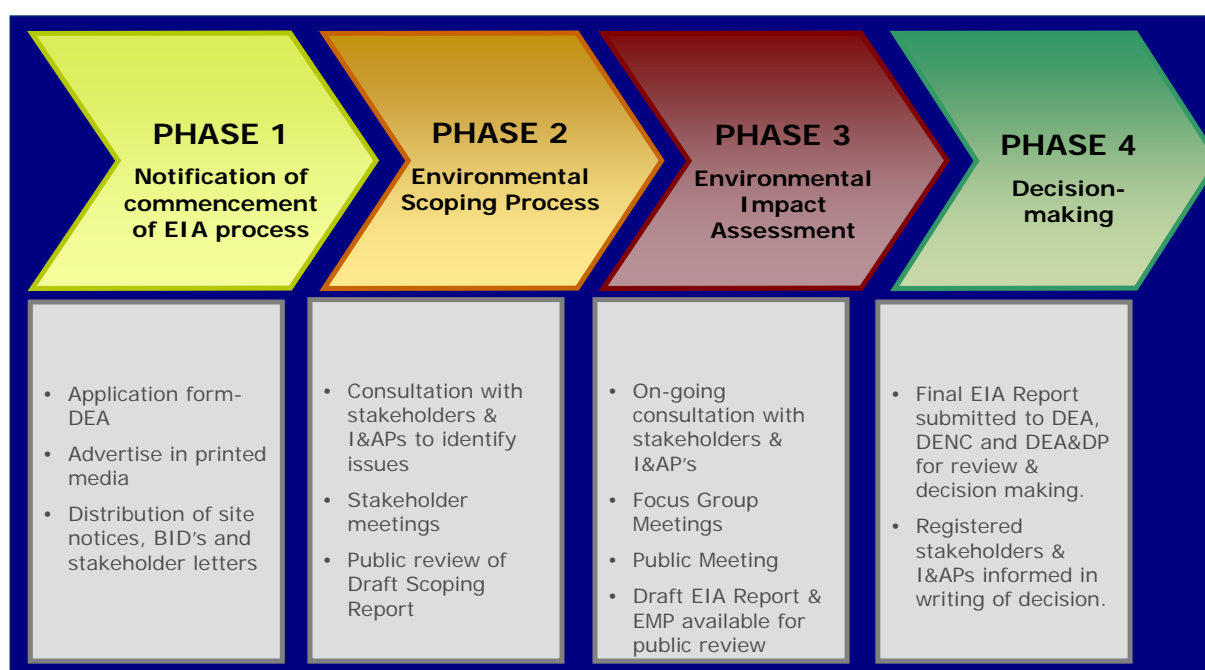 PHASE 1
Notification of
commencement
of EIA process
PHASE 2
Environmental
Scoping Process
PHASE 3
Environmental
Impact
Assessment
PHASE 4
Decision-
making
• Application form-
DEA
• Advertise in printed
media
• Distribution of site
notices, BID's and
stakeholder letters
• Consultation with
stakeholders &
I&APs to identify
issues
• Stakeholder
meetings
• Public review of
Draft Scoping
Report
• On-going
consultation with
stakeholders &
I&AP's
• Focus Group
Meetings
• Public Meeting
• Draft EIA Report &
EMP available for
public review
• Final EIA Report
submitted to DEA,
DENC and DEA&DP
for review &
decision making.
• Registered
stakeholders &
I&APs informed in
writing of decision.